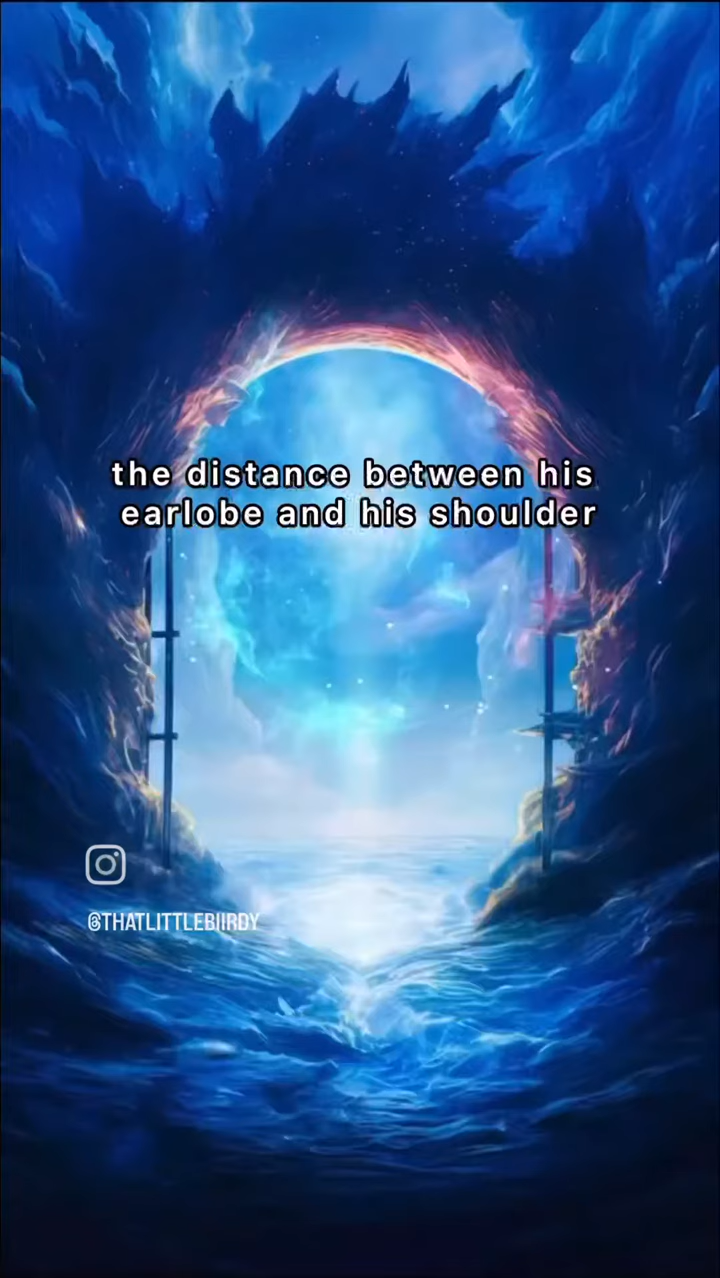 the distance between his
earlobe and his shoulder
@THATLITTLEBIIRDY